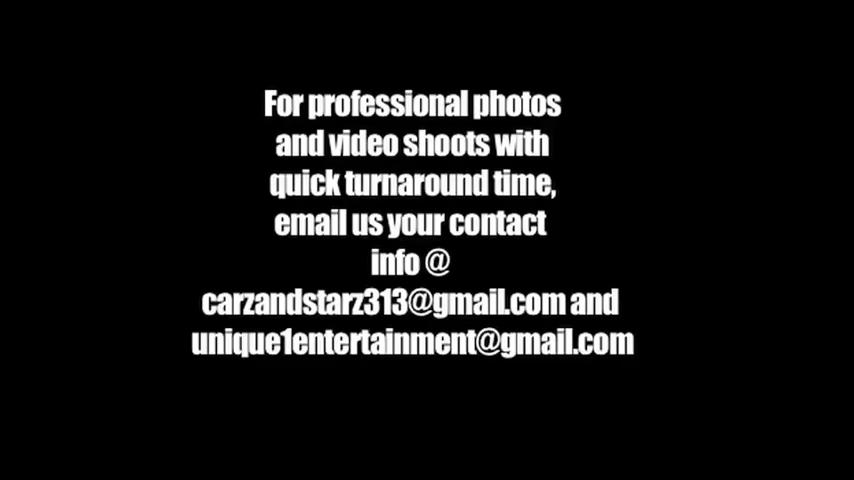 For professional photos
and video shoots with
quick turnaround time,
email us your contact
info @
carzandstarz313@gmail.com and
unique1entertainment@gmail.com